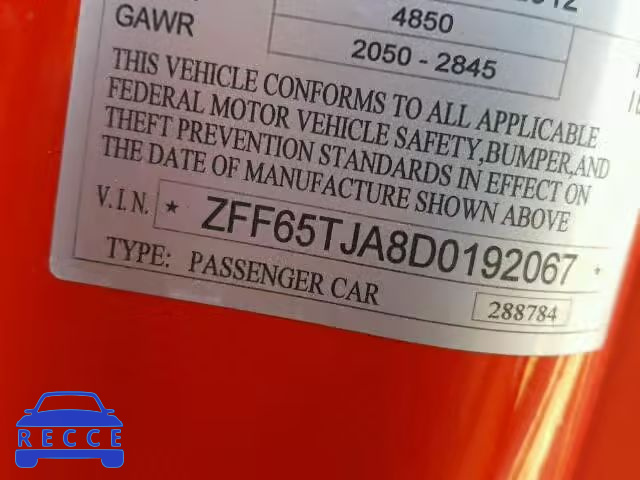 4850
GAWR
2050 - 2845
THIS VEHICLE CONFORMS TO ALL APPLICABLE
FEDERAL MOTOR VEHICLE SAFETY,BUMPER,AND
THEFT PREVENTION STANDARDS IN EFFECT ON
THE DATE OF MANUFACTURE SHOWN ABOVE
V.I.N. * ZFF65TJA8D0192067 *
TYPE: PASSENGER CAR
288784
RECCE